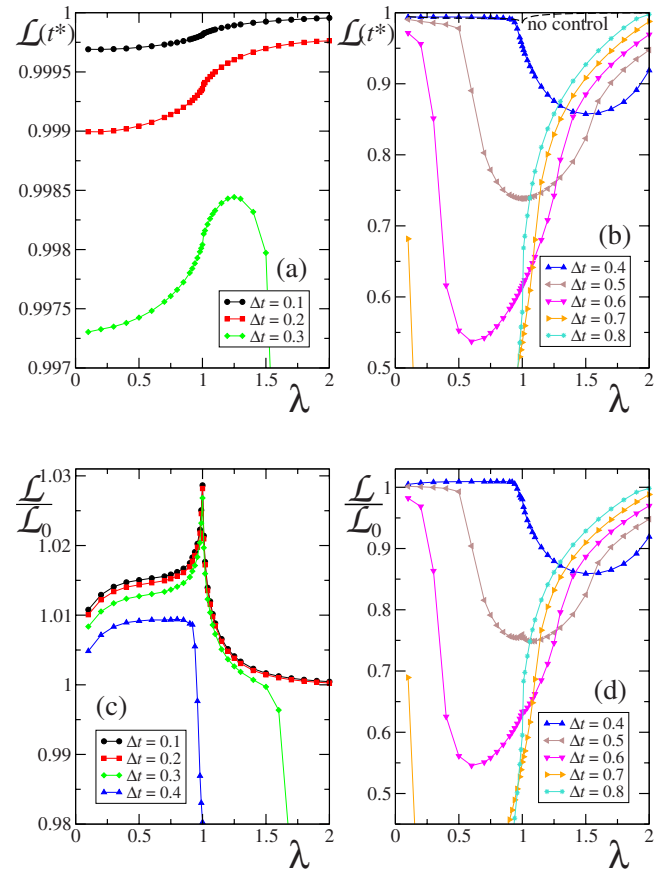 ℒ(t*)
1
0.9995
0.999
0.9985
0.998
0.9975
0.997
0
0.5
1
1.5
2
λ
(a)
Δt = 0.1
Δt = 0.2
Δt = 0.3
ℒ(t*)
1
0.9
0.8
0.7
0.6
0.5
0
0.5
1
1.5
2
λ
no control
(b)
Δt = 0.4
Δt = 0.5
Δt = 0.6
Δt = 0.7
Δt = 0.8
ℒ
ℒ0
1.03
1.02
1.01
1
0.99
0.98
0
0.5
1
1.5
2
λ
(c)
Δt = 0.1
Δt = 0.2
Δt = 0.3
Δt = 0.4
ℒ
ℒ0
1
0.9
0.8
0.7
0.6
0.5
0
0.5
1
1.5
2
λ
(d)
Δt = 0.4
Δt = 0.5
Δt = 0.6
Δt = 0.7
Δt = 0.8